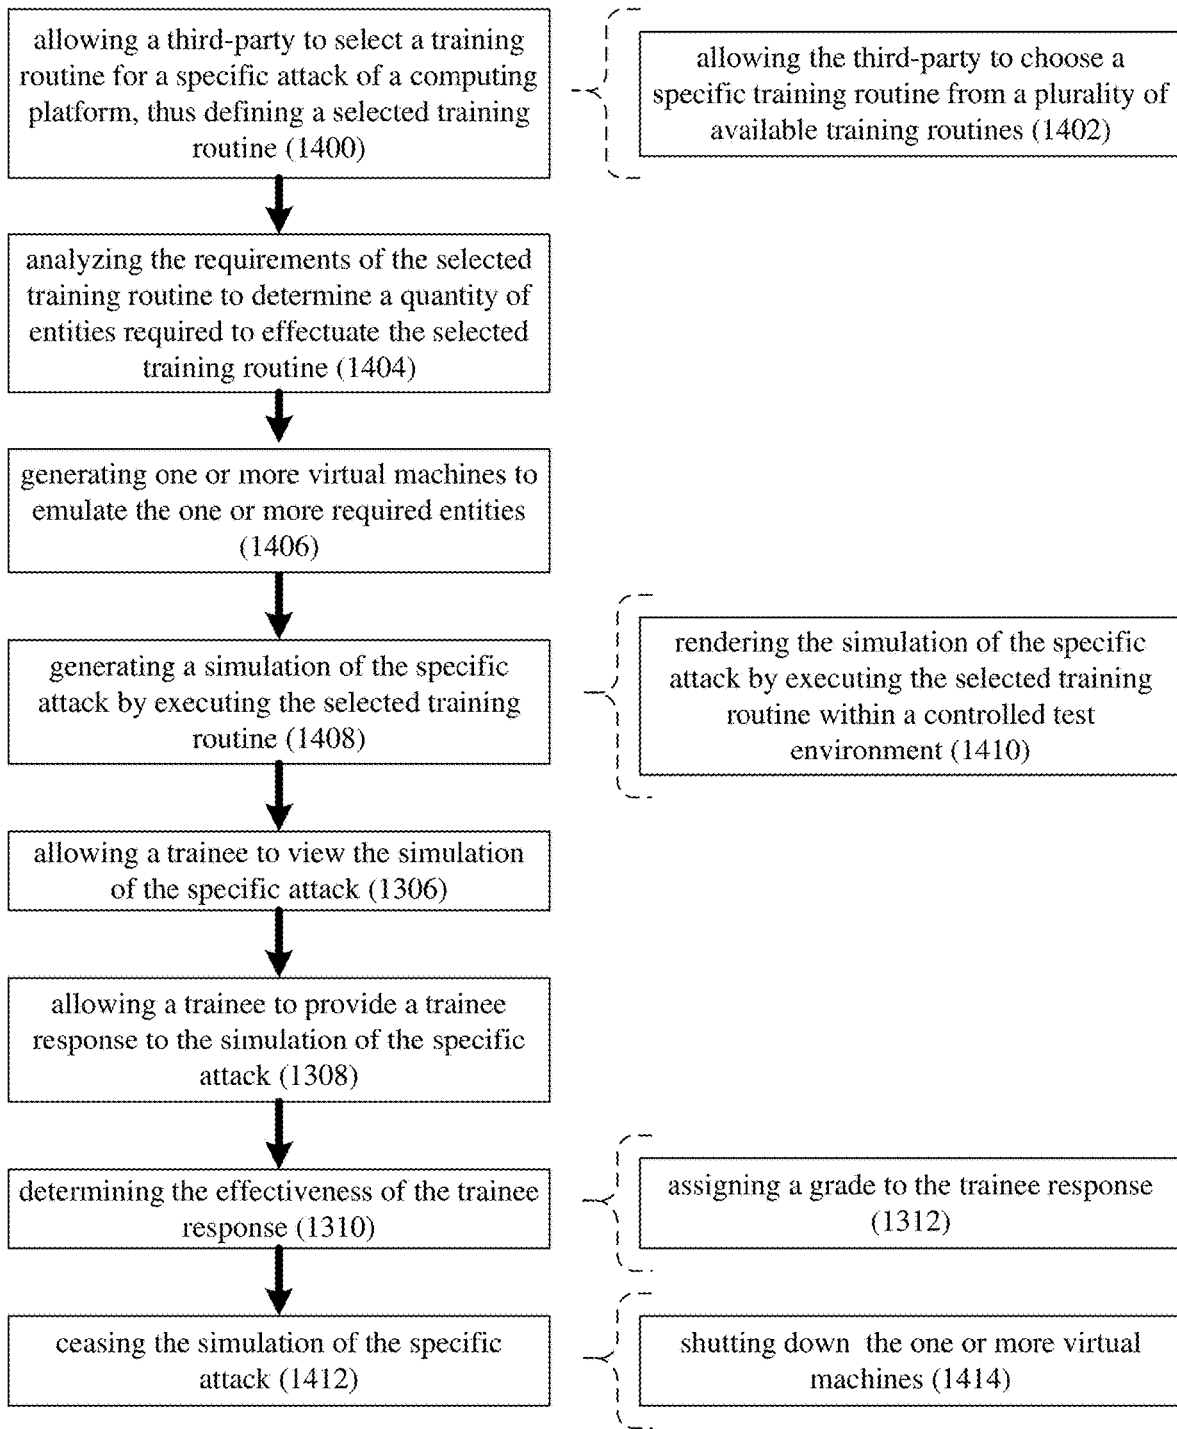 allowing a third-party to select a training
routine for a specific attack of a computing
platform, thus defining a selected training
routine (1400)
allowing the third-party to choose a
specific training routine from a plurality of
available training routines (1402)
analyzing the requirements of the selected
training routine to determine a quantity of
entities required to effectuate the selected
training routine (1404)
generating one or more virtual machines to
emulate the one or more required entities
(1406)
generating a simulation of the specific
attack by executing the selected training
routine (1408)
rendering the simulation of the specific
attack by executing the selected training
routine within a controlled test
environment (1410)
allowing a trainee to view the simulation
of the specific attack (1306)
allowing a trainee to provide a trainee
response to the simulation of the specific
attack (1308)
determining the effectiveness of the trainee
response (1310)
assigning a grade to the trainee response
(1312)
ceasing the simulation of the specific
attack (1412)
shutting down the one or more virtual
machines (1414)